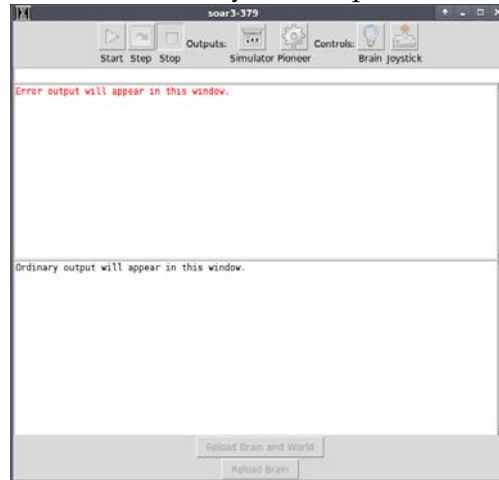 soar3-379
Outputs: Controls:
Start Step Stop Simulator Pioneer Brain Joystick
Error output will appear in this window.
Ordinary output will appear in this window.
Reload Brain and World
Reload Brain